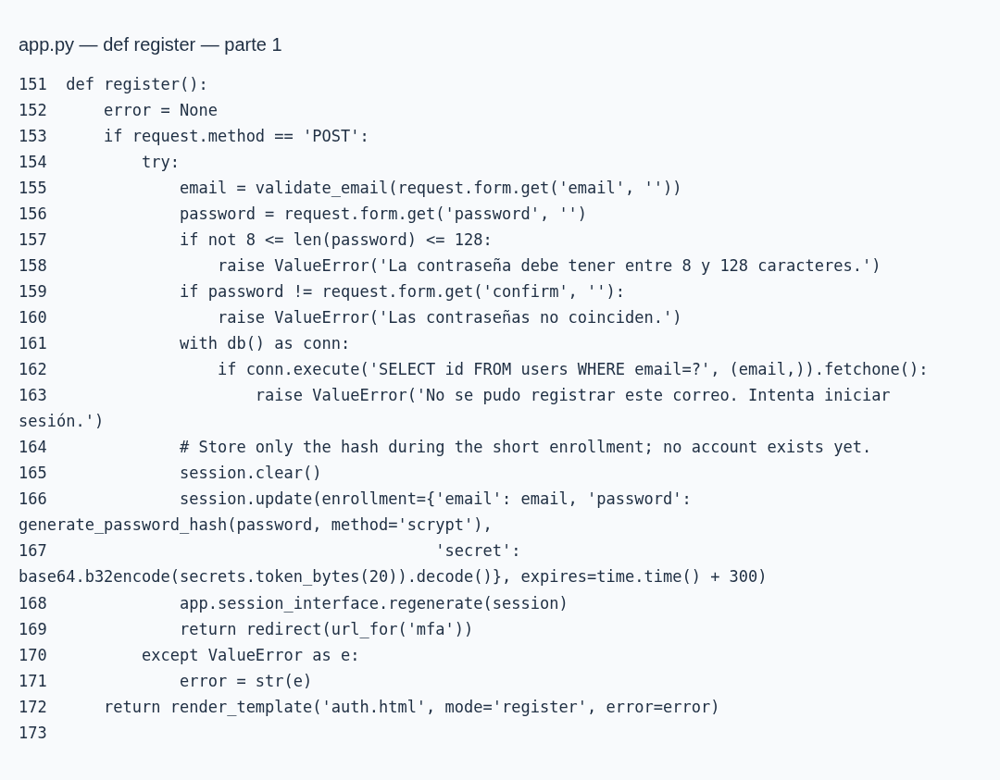 app.py — def register — parte 1
151  def register():
152      error = None
153      if request.method == 'POST':
154          try:
155              email = validate_email(request.form.get('email', ''))
156              password = request.form.get('password', '')
157              if not 8 <= len(password) <= 128:
158                  raise ValueError('La contraseña debe tener entre 8 y 128 caracteres.')
159              if password != request.form.get('confirm', ''):
160                  raise ValueError('Las contraseñas no coinciden.')
161              with db() as conn:
162                  if conn.execute('SELECT id FROM users WHERE email=?', (email,)).fetchone():
163                      raise ValueError('No se pudo registrar este correo. Intenta iniciar
sesión.')
164              # Store only the hash during the short enrollment; no account exists yet.
165              session.clear()
166              session.update(enrollment={'email': email, 'password':
generate_password_hash(password, method='scrypt'),
167                                         'secret':
base64.b32encode(secrets.token_bytes(20)).decode()}, expires=time.time() + 300)
168              app.session_interface.regenerate(session)
169              return redirect(url_for('mfa'))
170          except ValueError as e:
171              error = str(e)
172      return render_template('auth.html', mode='register', error=error)
173